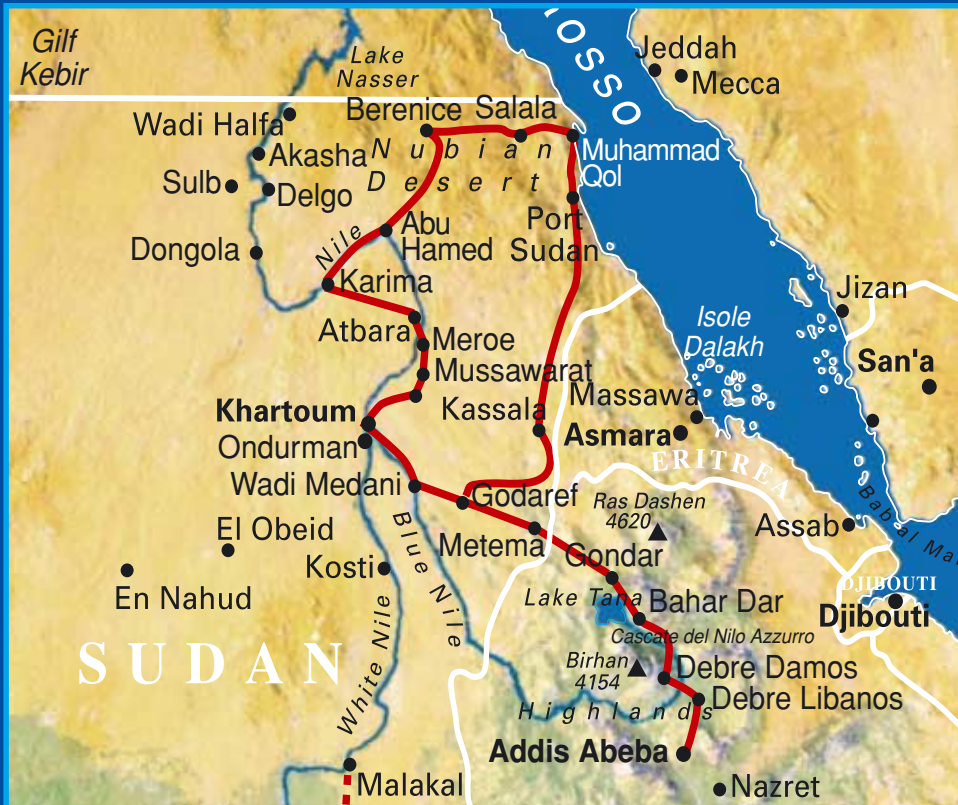 Gilf
Kebir
Lake
Nasser
OSSO
Jeddah
Mecca
Berenice
Salala
Wadi Halfa
Akasha
Nubian
Desert
Muhammad
Qol
Sulb
Delgo
Port
Sudan
Abu
Hamed
Nile
Dongola
Karima
Jizan
Isole
Dalakh
Atbara
Meroe
Mussawarat
San'a
Massawa
Khartoum
Kassala
Asmara
Ondurman
ERITREA
Wadi Medani
Godaref
Ras Dashen
4620
Assab
Bab al Ma
El Obeid
Blue Nile
Metema
Gondar
Kosti
En Nahud
Lake Tana
Bahar Dar
DJIBOUTI
Djibouti
Cascate del Nilo Azzurro
SUDAN
White Nile
Birhan
4154
Debre Damos
Debre Libanos
Highlands
Addis Abeba
Malakal
Nazret